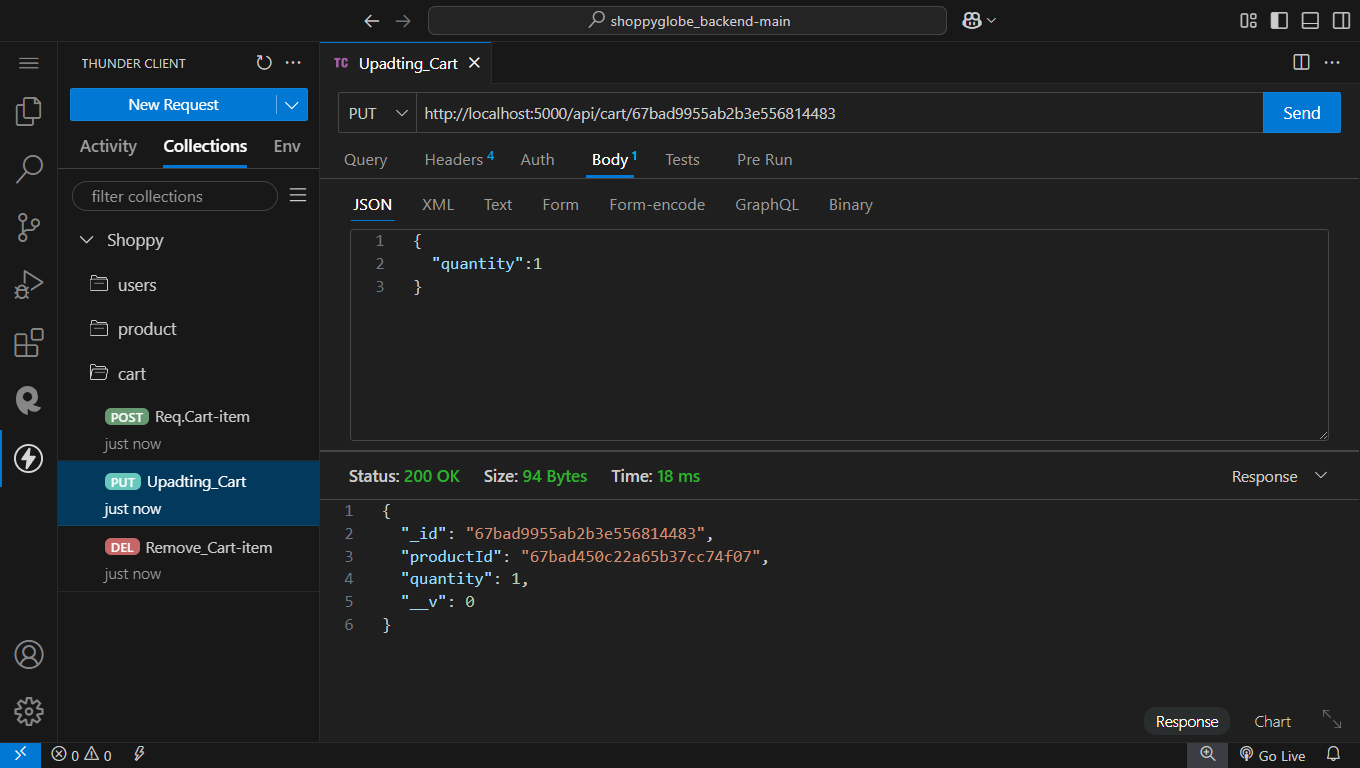 shoppyglobe_backend-main
THUNDER CLIENT
New Request
Activity Collections Env
filter collections
Shoppy
users
product
cart
POST Req.Cart-item
just now
PUT Upadting_Cart
just now
DEL Remove_Cart-item
just now
TC Upadting_Cart
PUT http://localhost:5000/api/cart/67bad9955ab2b3e556814483 Send
Query Headers 4 Auth Body 1 Tests Pre Run
JSON XML Text Form Form-encode GraphQL Binary
1 {
2 "quantity":1
3 }
Status: 200 OK Size: 94 Bytes Time: 18 ms Response
1 {
2 "_id": "67bad9955ab2b3e556814483",
3 "productId": "67bad450c22a65b37cc74f07",
4 "quantity": 1,
5 "__v": 0
6 }
Response Chart
0 0 Go Live